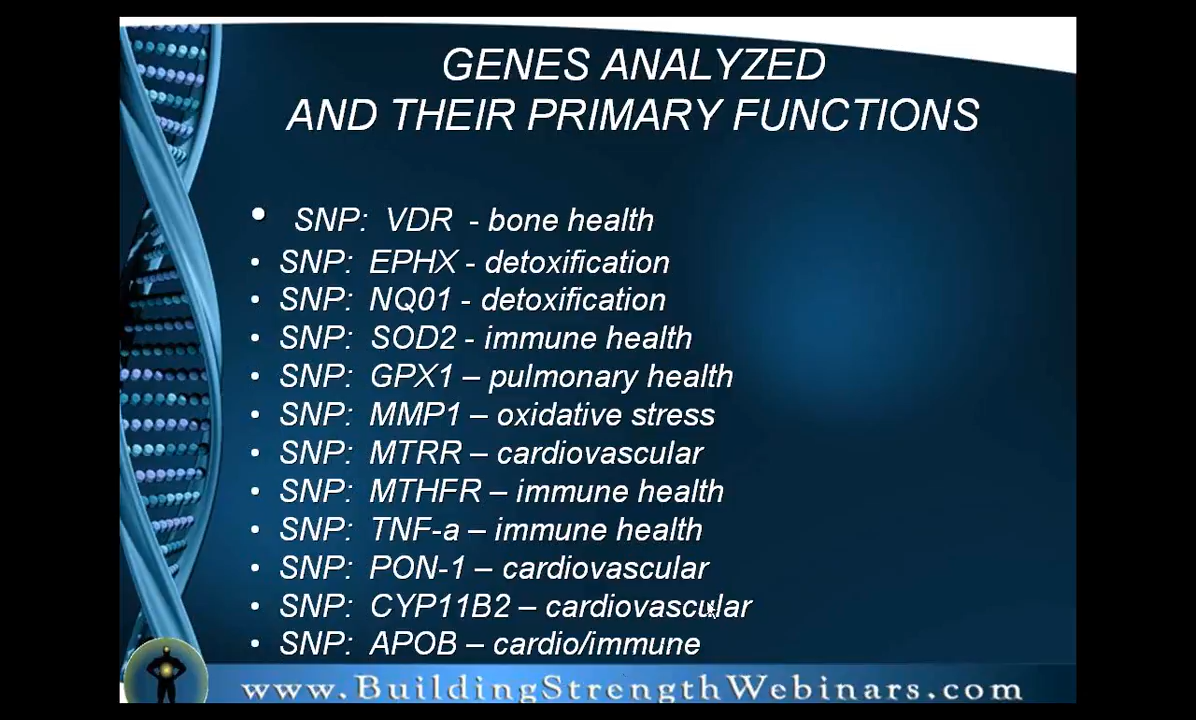 GENES ANALYZED
AND THEIR PRIMARY FUNCTIONS
• SNP: VDR - bone health
• SNP: EPHX - detoxification
• SNP: NQ01 - detoxification
• SNP: SOD2 - immune health
• SNP: GPX1 – pulmonary health
• SNP: MMP1 – oxidative stress
• SNP: MTRR – cardiovascular
• SNP: MTHFR – immune health
• SNP: TNF-a – immune health
• SNP: PON-1 – cardiovascular
• SNP: CYP11B2 – cardiovascular
• SNP: APOB – cardio/immune
www.BuildingStrengthWebinars.com